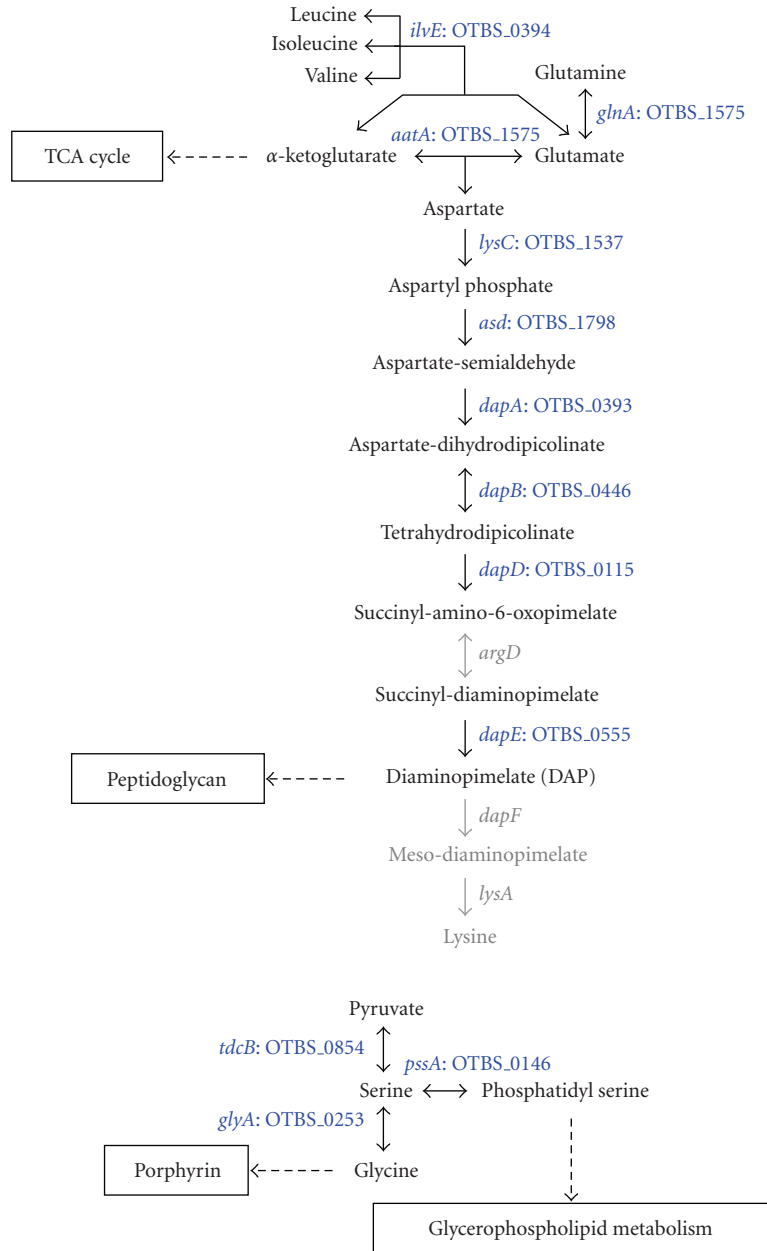 Leucine
ilvE: OTBS_0394
Isoleucine
Valine
Glutamine
glnA: OTBS_1575
aatA: OTBS_1575
TCA cycle
α-ketoglutarate
Glutamate
Aspartate
lysC: OTBS_1537
Aspartyl phosphate
asd: OTBS_1798
Aspartate-semialdehyde
dapA: OTBS_0393
Aspartate-dihydrodipicolinate
dapB: OTBS_0446
Tetrahydrodipicolinate
dapD: OTBS_0115
Succinyl-amino-6-oxopimelate
argD
Succinyl-diaminopimelate
dapE: OTBS_0555
Peptidoglycan
Diaminopimelate (DAP)
dapF
Meso-diaminopimelate
lysA
Lysine
Pyruvate
tdcB: OTBS_0854
pssA: OTBS_0146
Serine
Phosphatidyl serine
glyA: OTBS_0253
Porphyrin
Glycine
Glycerophospholipid metabolism